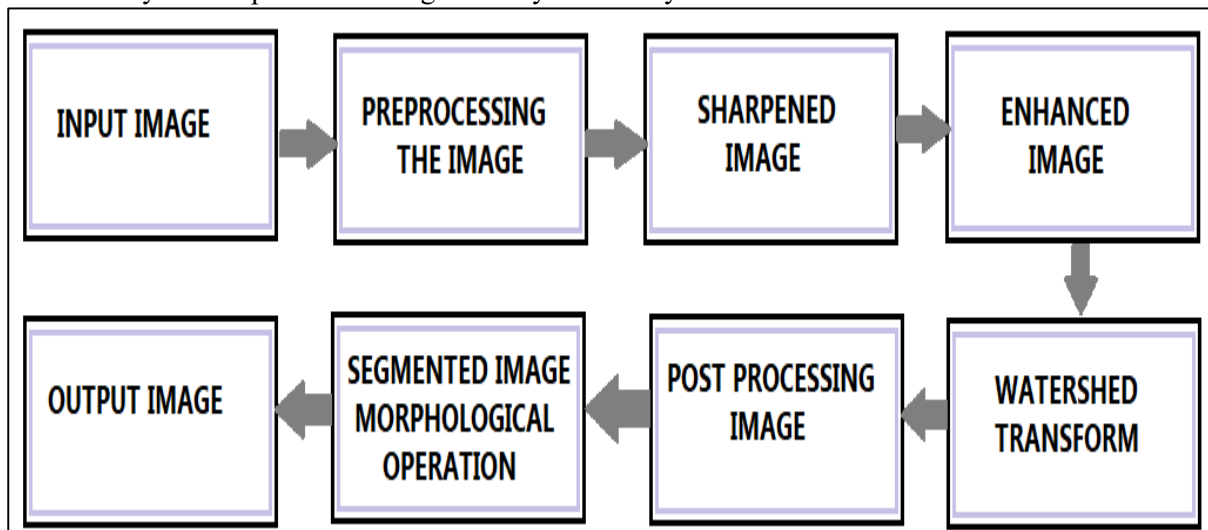 INPUT IMAGE
PREPROCESSING
THE IMAGE
SHARPENED
IMAGE
ENHANCED
IMAGE
WATERSHED
TRANSFORM
POST PROCESSING
IMAGE
SEGMENTED IMAGE
MORPHOLOGICAL
OPERATION
OUTPUT IMAGE